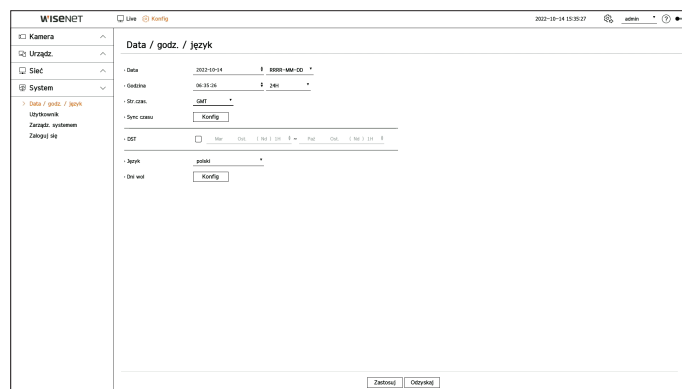 WISENET Live Konfig 2022-10-14 15:35:27 admin ?
Kamera
Urządz.
Sieć
System
Data / godz. / język
Użytkownik
Zarządz. systemem
Zaloguj się
Data / godz. / język
Data 2022-10-14 RRRR-MM-DD
Godzina 06:35:26 24H
Str.czas. GMT
Sync czasu Konfig
DST Mar Ost. ( Nd ) 1H ~ Paź Ost. ( Nd ) 1H
Język polski
Dni wol Konfig
Zastosuj Odzyskaj